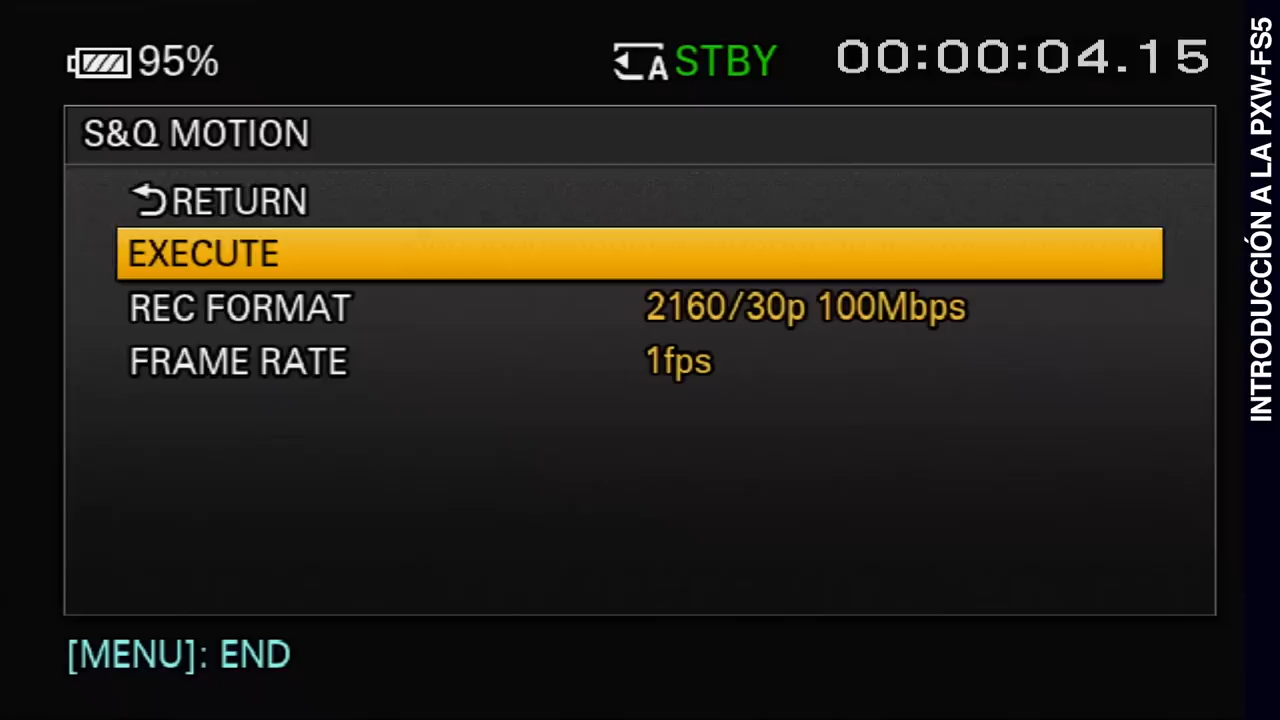 95%
A STBY
00:00:04.15
S&Q MOTION
RETURN
EXECUTE
REC FORMAT 2160/30p 100Mbps
FRAME RATE 1fps
[MENU]: END
INTRODUCCIÓN A LA PXW-FS5